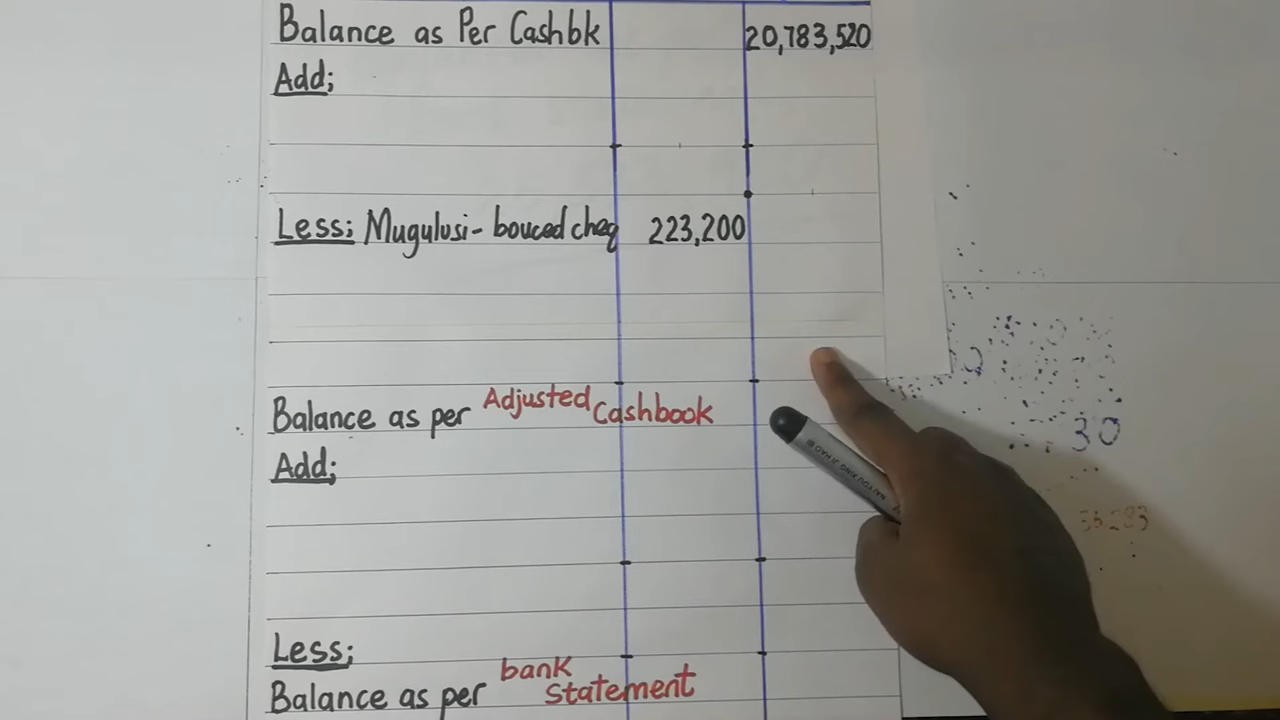 Balance as Per Cashbk 20,783,520
Add;
Less; Mugulusi - bouced cheq 223,200
Balance as per Adjusted Cashbook
Add;
Less;
Balance as per bank Statement
30